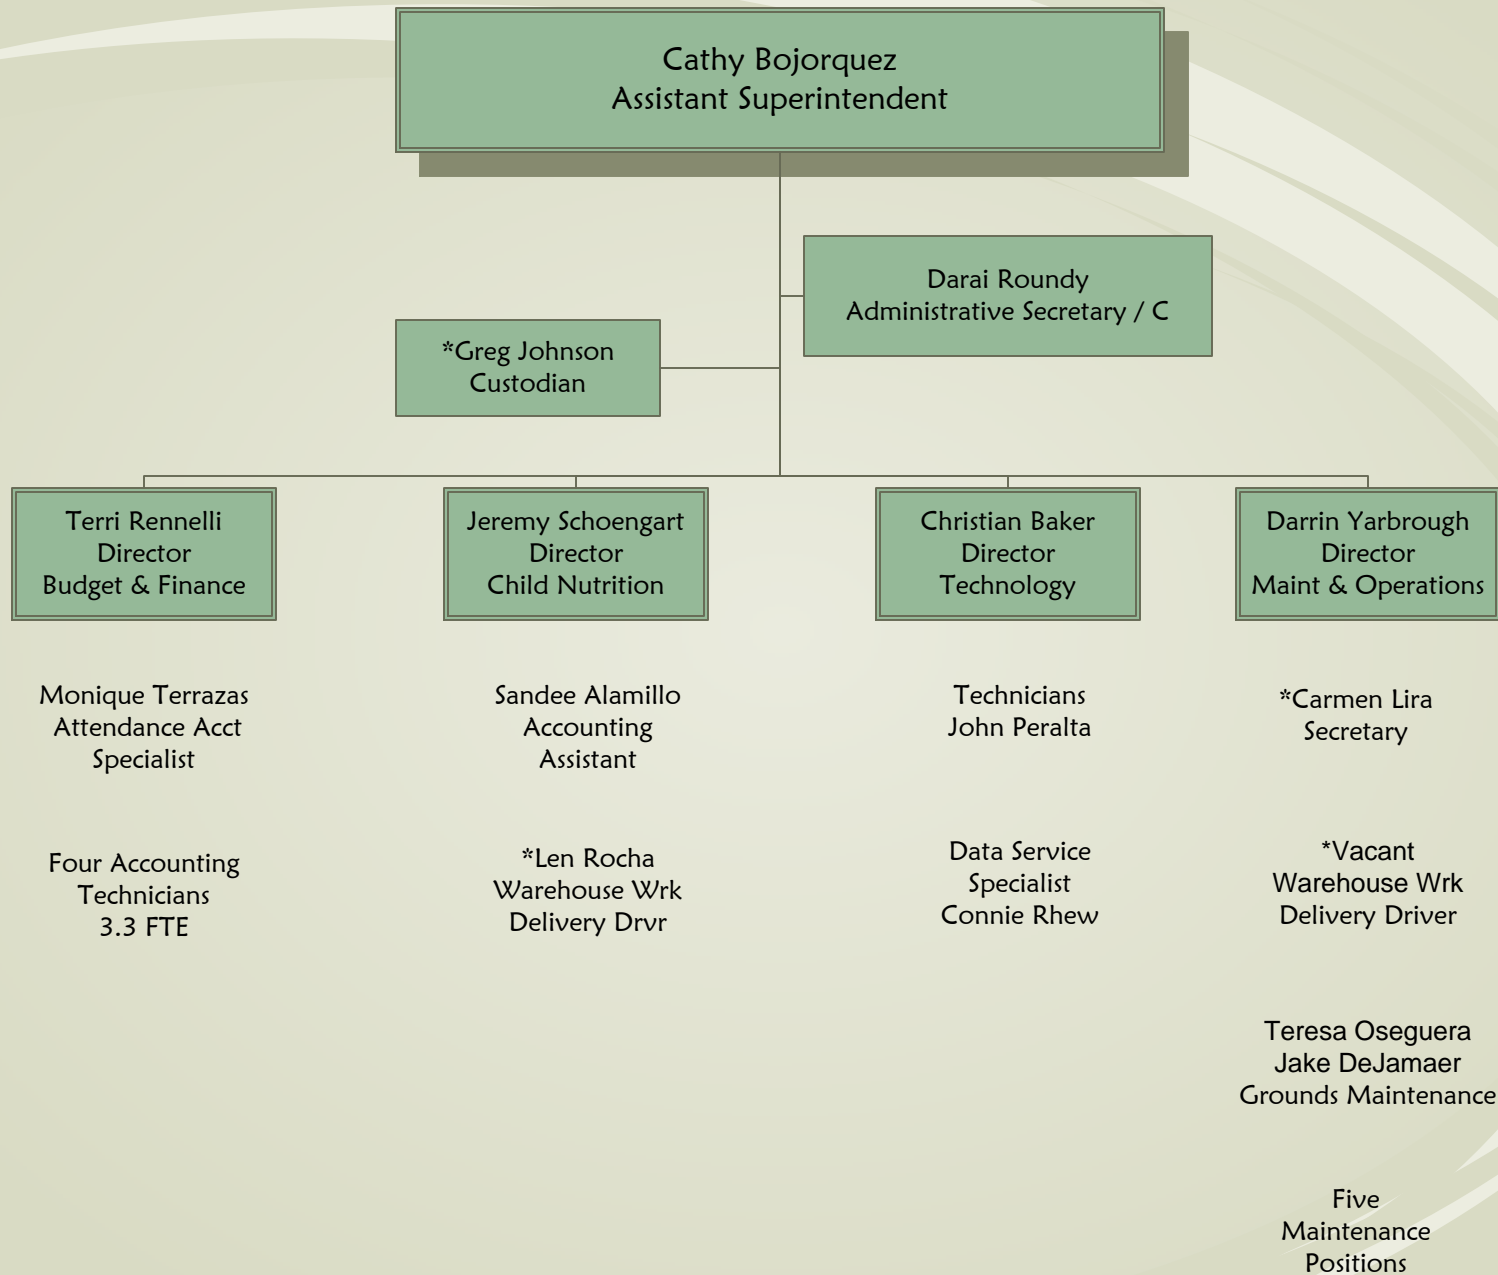 Cathy Bojorquez
Assistant Superintendent
Darai Roundy
Administrative Secretary / C
*Greg Johnson
Custodian
Terri Rennelli
Director
Budget & Finance
Jeremy Schoengart
Director
Child Nutrition
Christian Baker
Director
Technology
Darrin Yarbrough
Director
Maint & Operations
Monique Terrazas
Attendance Acct
Specialist
Four Accounting
Technicians
3.3 FTE
Sandee Alamillo
Accounting
Assistant
*Len Rocha
Warehouse Wrk
Delivery Drvr
Technicians
John Peralta
Data Service
Specialist
Connie Rhew
*Carmen Lira
Secretary
*Vacant
Warehouse Wrk
Delivery Driver
Teresa Oseguera
Jake DeJamaer
Grounds Maintenance
Five
Maintenance
Positions